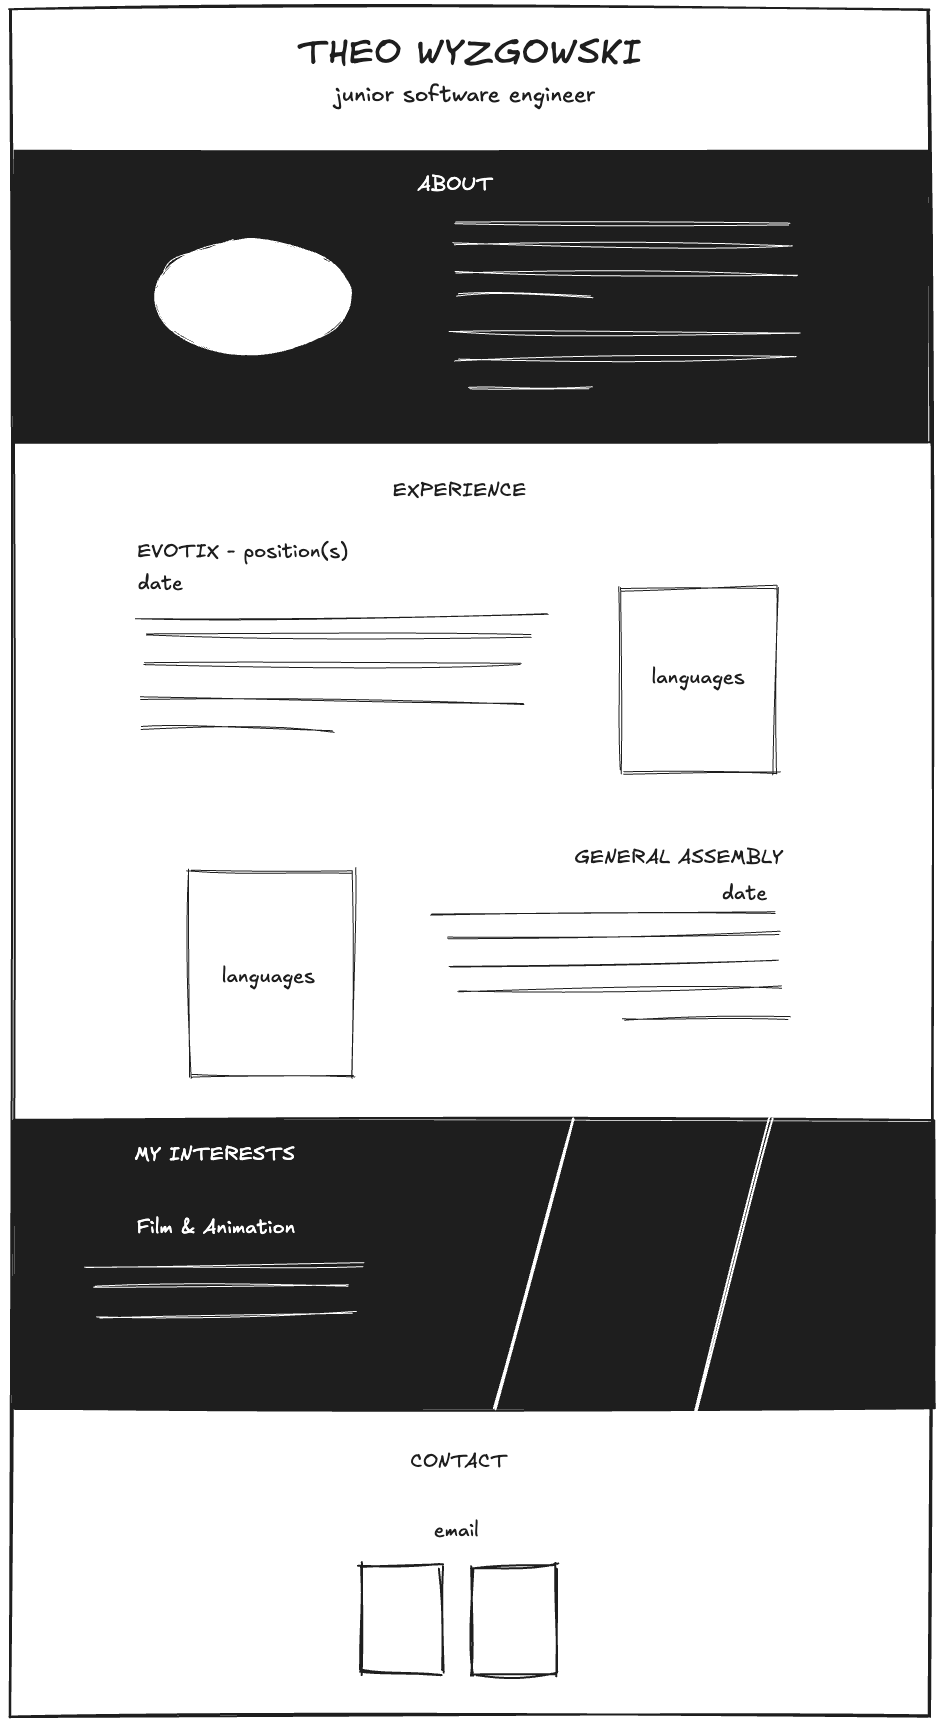 THEO WYZGOWSKI
junior software engineer
ABOUT
EXPERIENCE
EVOTIX - position(s)
date
languages
GENERAL ASSEMBLY
date
languages
MY INTERESTS
Film & Animation
CONTACT
email